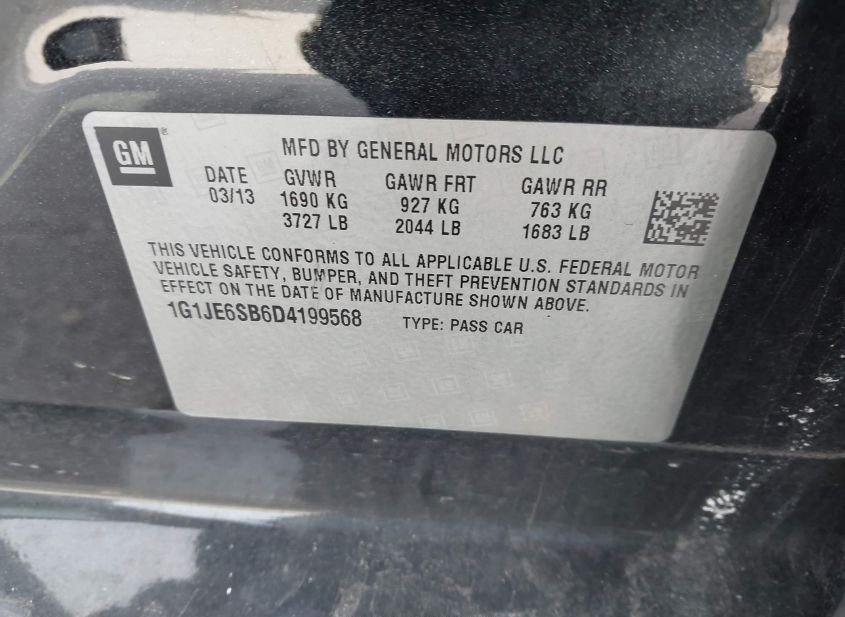 GM
MFD BY GENERAL MOTORS LLC
DATE GVWR GAWR FRT GAWR RR
03/13 1690 KG 927 KG 763 KG
3727 LB 2044 LB 1683 LB
THIS VEHICLE CONFORMS TO ALL APPLICABLE U.S. FEDERAL MOTOR
VEHICLE SAFETY, BUMPER, AND THEFT PREVENTION STANDARDS IN
EFFECT ON THE DATE OF MANUFACTURE SHOWN ABOVE.
1G1JE6SB6D4199568 TYPE: PASS CAR